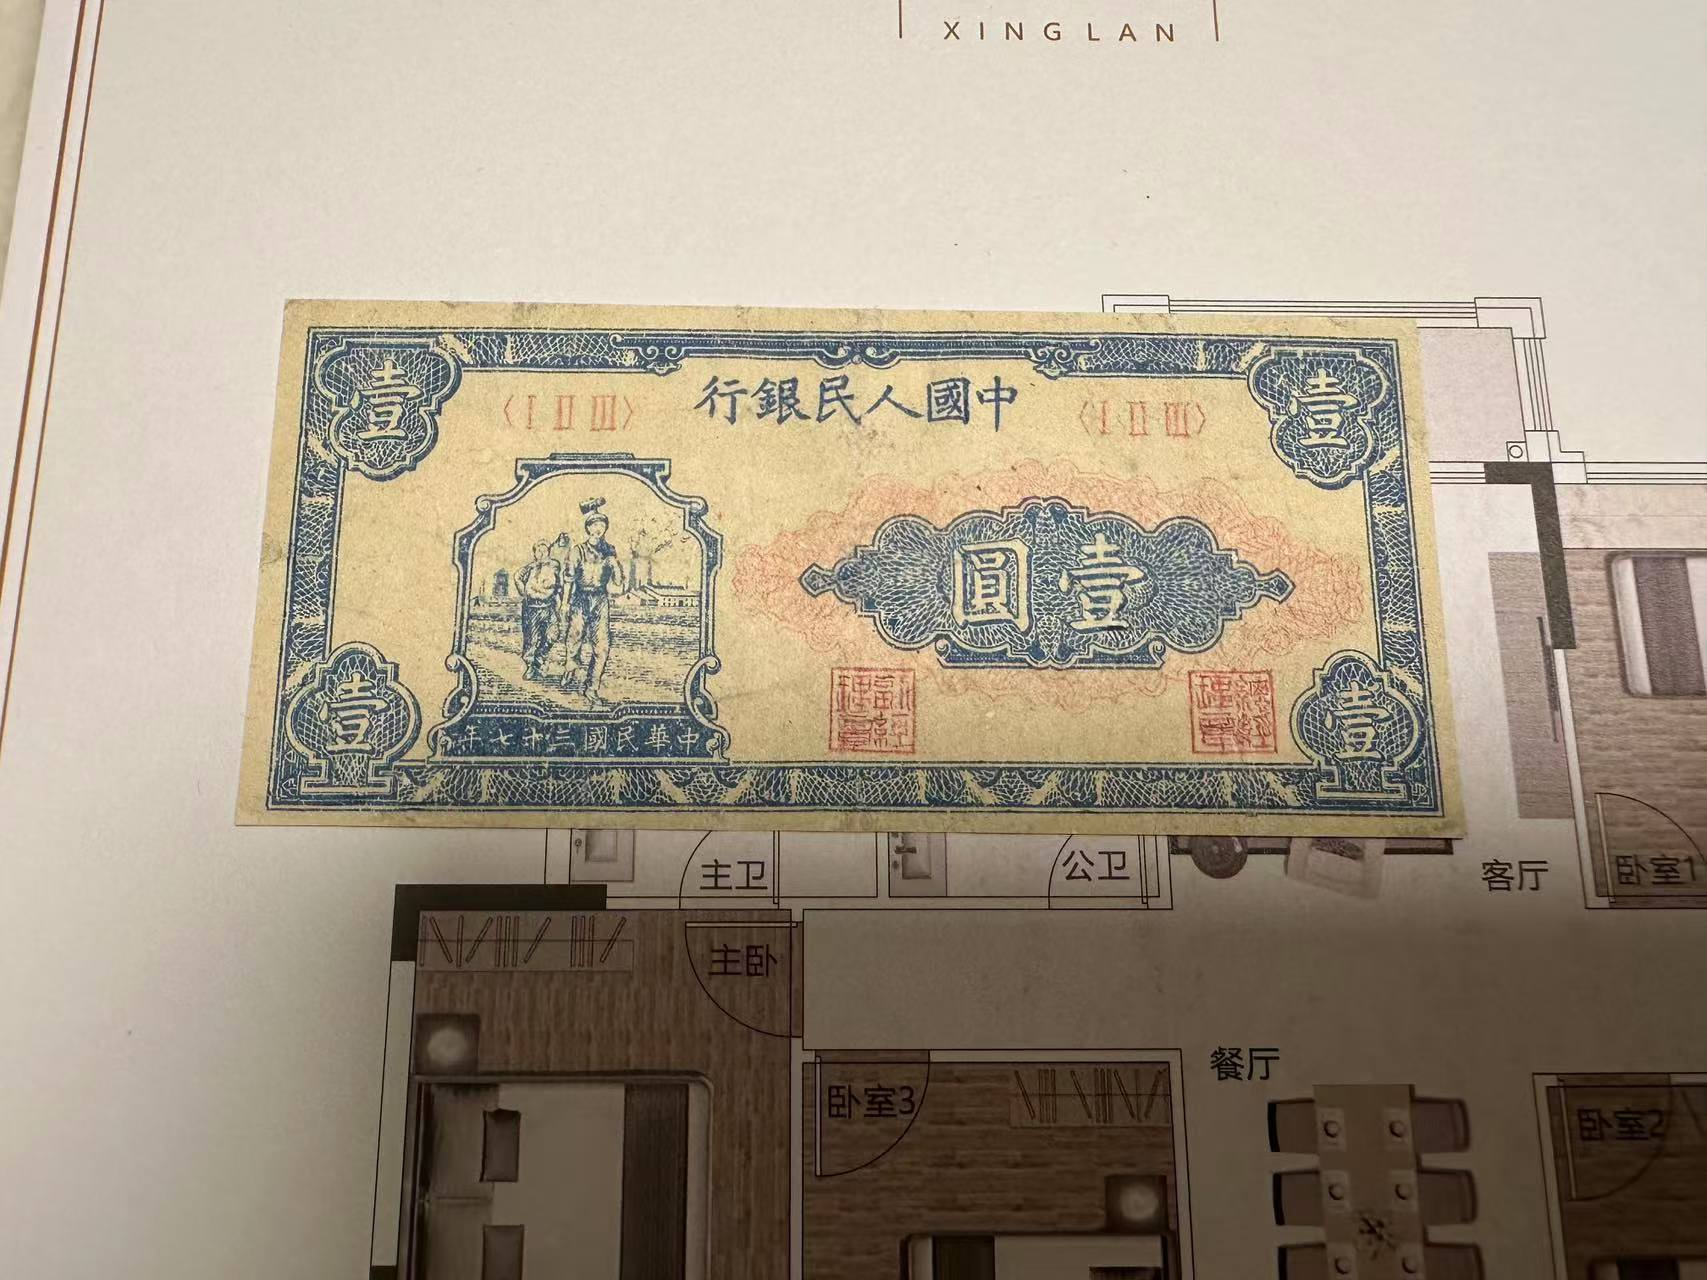 XINGLAN
行銀民人國中
壹
〈I II III〉
〈I II III〉
壹
圓壹
年七十三國民華中
壹
壹
主卫
公卫
客厅
卧室1
主卧
卧室3
餐厅
卧室2